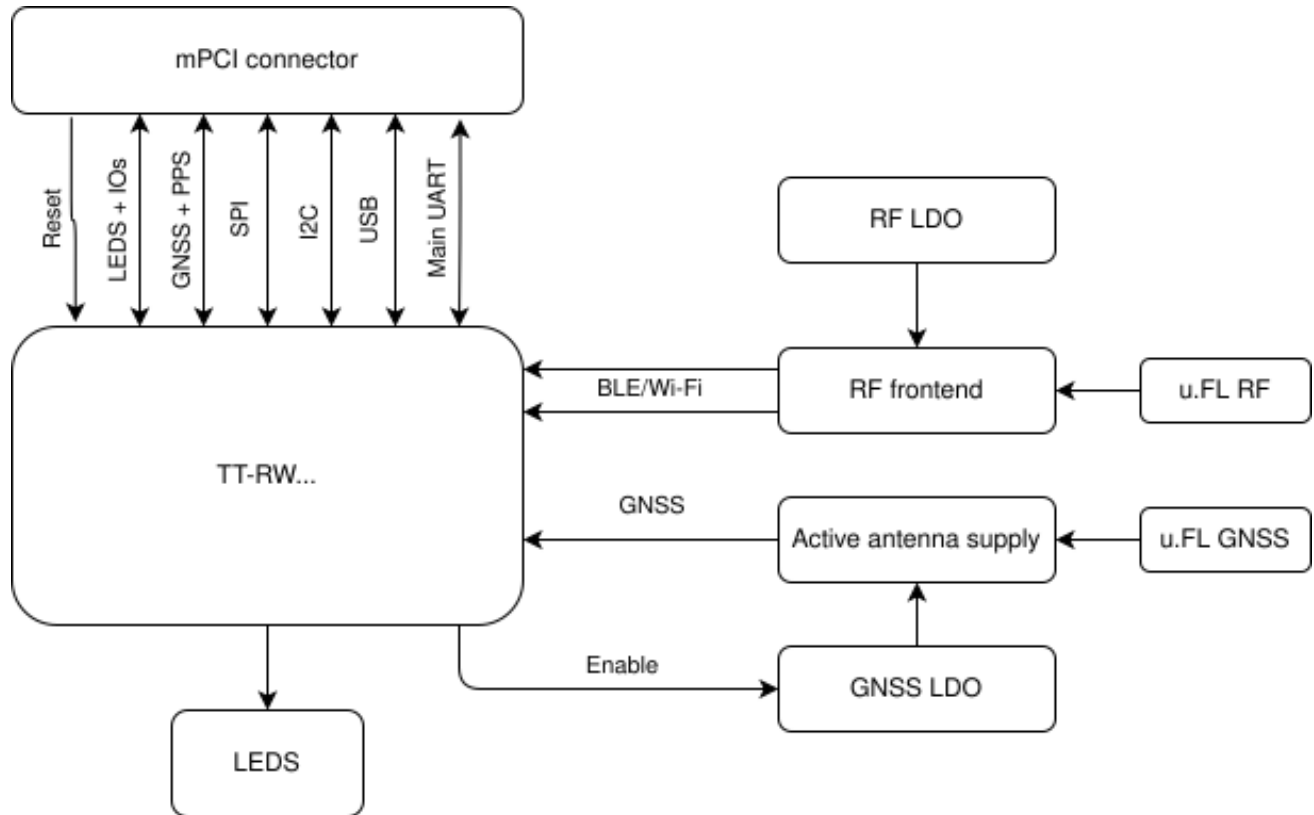 mPCI connector
Reset
LEDS + IOs
GNSS + PPS
SPI
I2C
USB
Main UART
RF LDO
BLE/Wi-Fi
RF frontend
u.FL RF
TT-RW...
GNSS
Active antenna supply
u.FL GNSS
Enable
GNSS LDO
LEDS